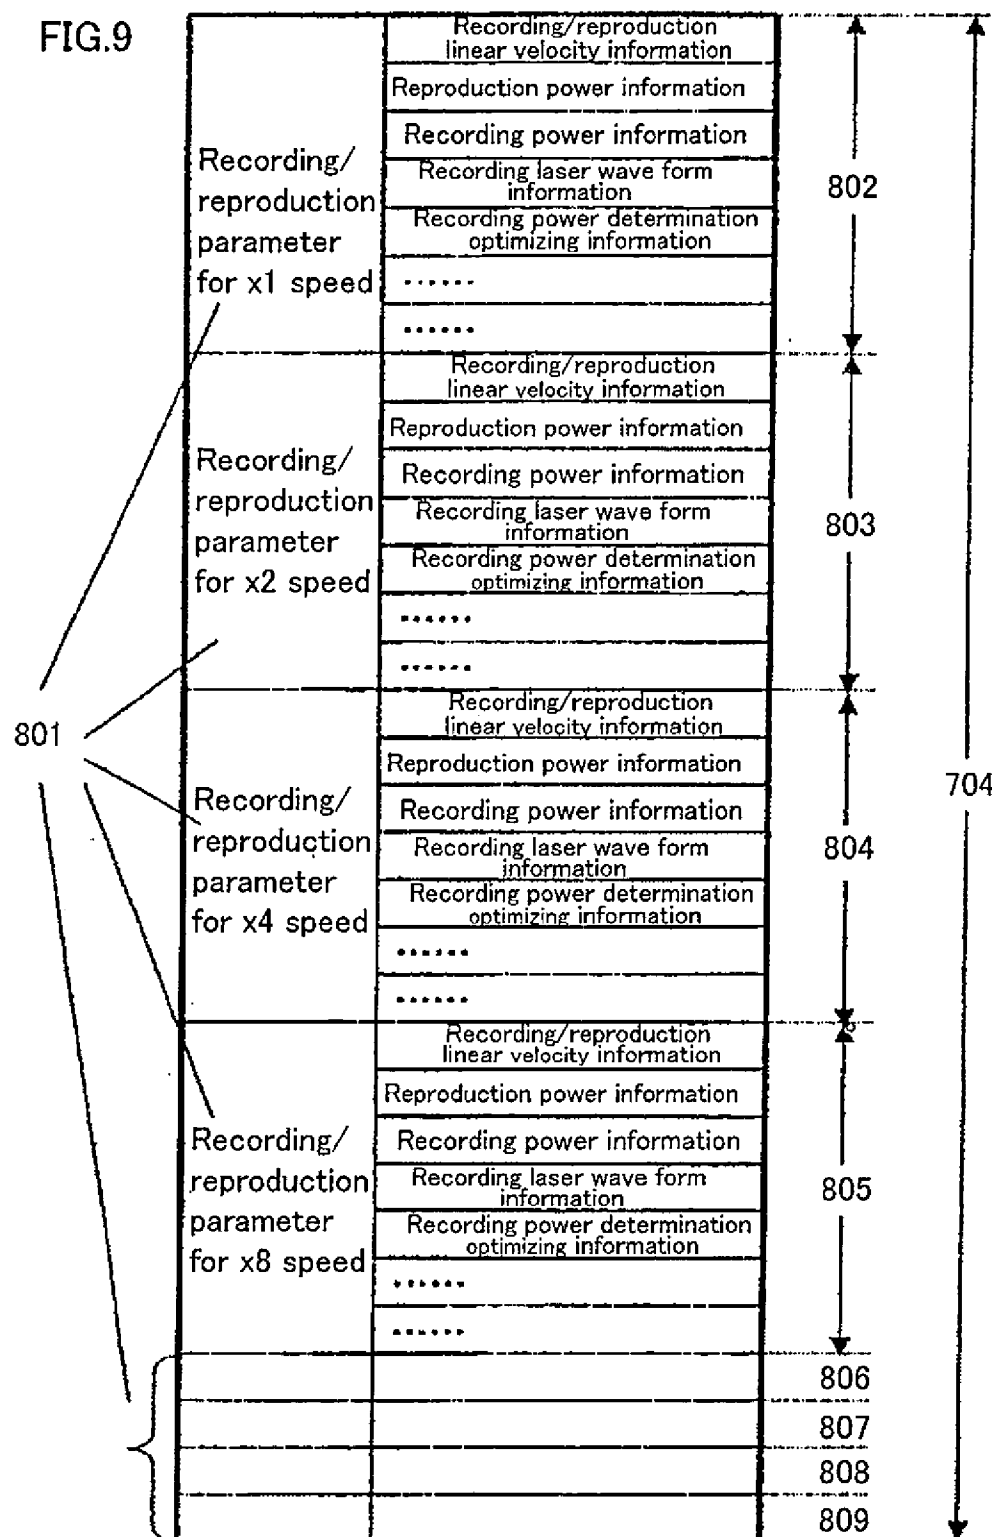 FIG.9
Recording/
reproduction
parameter
for x1 speed
Recording/reproduction
linear velocity information
Reproduction power information
Recording power information
Recording laser wave form
information
Recording power determination
optimizing information
......
......
802
Recording/
reproduction
parameter
for x2 speed
Recording/reproduction
linear velocity information
Reproduction power information
Recording power information
Recording laser wave form
information
Recording power determination
optimizing information
......
......
803
801
Recording/
reproduction
parameter
for x4 speed
Recording/reproduction
linear velocity information
Reproduction power information
Recording power information
Recording laser wave form
information
Recording power determination
optimizing information
......
......
804
704
Recording/
reproduction
parameter
for x8 speed
Recording/reproduction
linear velocity information
Reproduction power information
Recording power information
Recording laser wave form
information
Recording power determination
optimizing information
......
......
805
806
807
808
809